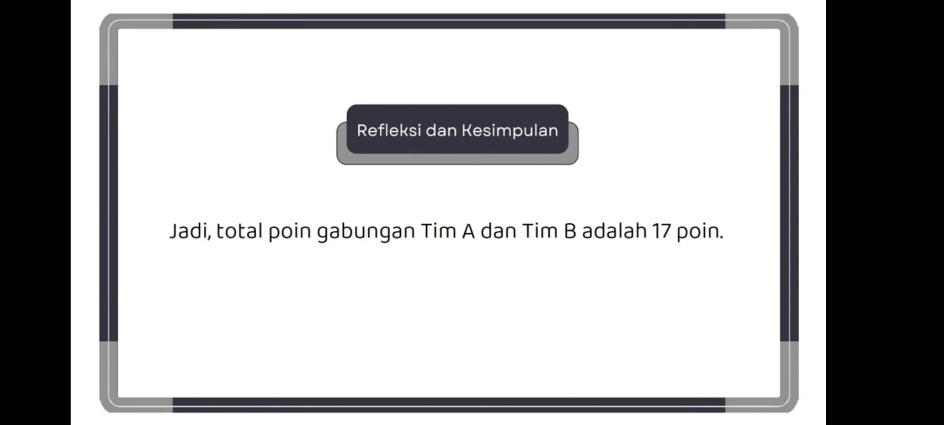 Refleksi dan Kesimpulan
Jadi, total poin gabungan Tim A dan Tim B adalah 17 poin.